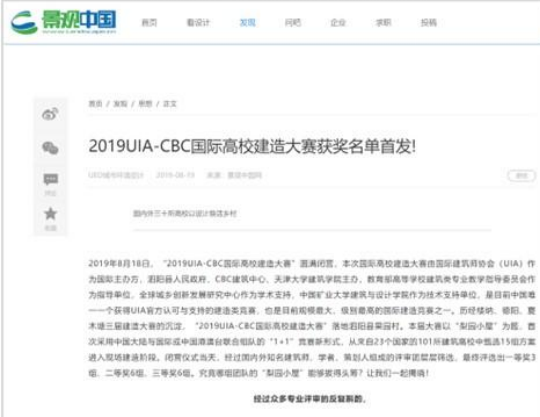 景观中国
首页 看设计 发现 问吧 企业 求职 投稿
首页 / 发现 / 思想 / 正文
2019UIA-CBC国际高校建造大赛获奖名单首发!
2019-08-19 来源：景观中国网
国内外三十所高校以设计振兴乡村
2019年8月18日，“2019UIA-CBC国际高校建造大赛”圆满闭营。本次国际高校建造大赛由国际建筑师协会（UIA）作
为国际主办方，泗阳县人民政府、CBC建筑中心、天津大学建筑学院主办，教育部高等学校建筑类专业教学指导委员会作
为指导单位，全球城乡创新发展研究中心作为学术支持，中国矿业大学建筑与设计学院作为技术支持单位，是目前中国唯
一一个获得UIA官方认可与支持的建造类竞赛，也是目前规模最大、级别最高的国际建造竞赛之一。历经楼纳、德阳、夏
木塘三届建造大赛的沉淀，“2019UIA-CBC国际高校建造大赛”落地泗阳县梨园村。本届大赛以“梨园小屋”为题，首
次采用中国大陆与国际或中国港澳台联合组队的“1+1”竞赛新形式，从来自23个国家的101所建筑高校中甄选15组方案
进入现场建造阶段。闭营仪式当天，经过国内外知名建筑师、学者、策划人组成的评审团层层筛选，最终评选出一等奖3
组、二等奖6组、三等奖6组。究竟哪组团队的“梨园小屋”能够拔得头筹？让我们一起揭晓！
经过众多专业评审的反复斟酌，